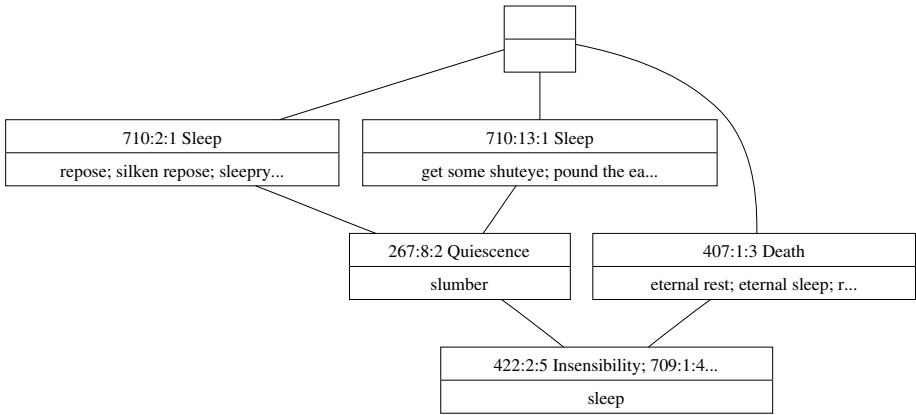 710:2:1 Sleep
repose; silken repose; sleepry...
710:13:1 Sleep
get some shuteye; pound the ea...
267:8:2 Quiescence
slumber
407:1:3 Death
eternal rest; eternal sleep; r...
422:2:5 Insensibility; 709:1:4...
sleep